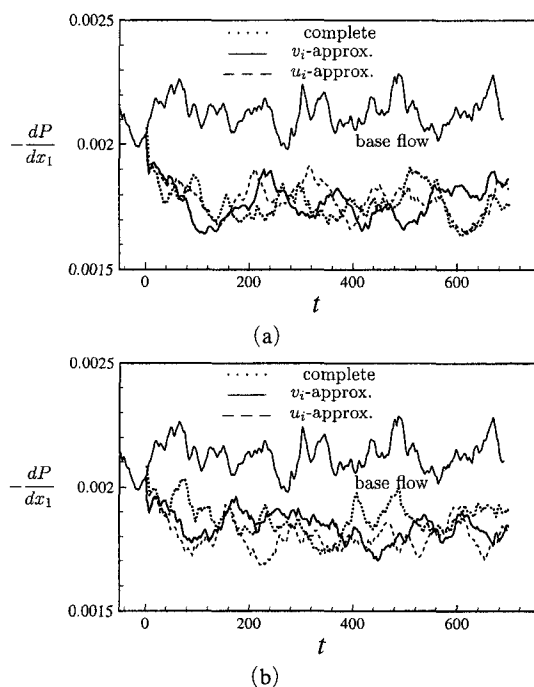 0.0025
complete
v_i-approx.
u_i-approx.
0.002
base flow
-dP/dx_1
0.0015
0 200 400 600
t
(a)
0.0025
complete
v_i-approx.
u_i-approx.
0.002
base flow
-dP/dx_1
0.0015
0 200 400 600
t
(b)